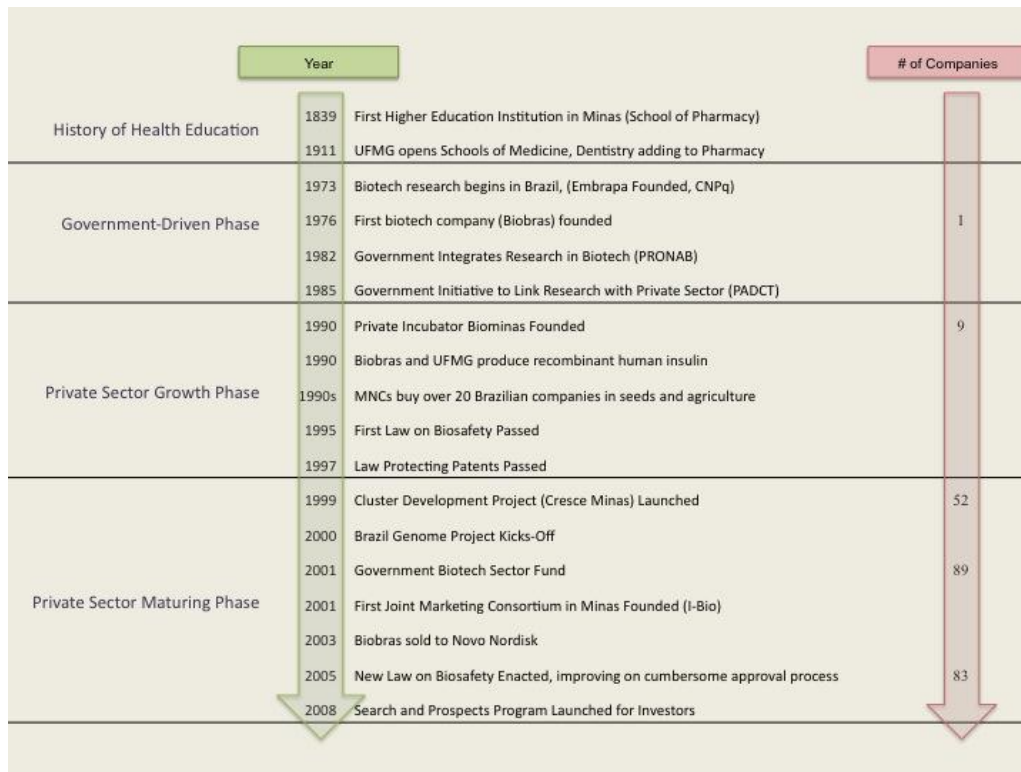 Year
# of Companies
History of Health Education
1839 First Higher Education Institution in Minas (School of Pharmacy)
1911 UFMG opens Schools of Medicine, Dentistry adding to Pharmacy
Government-Driven Phase
1973 Biotech research begins in Brazil, (Embrapa Founded, CNPq)
1976 First biotech company (Biobras) founded 1
1982 Government Integrates Research in Biotech (PRONAB)
1985 Government Initiative to Link Research with Private Sector (PADCT)
Private Sector Growth Phase
1990 Private Incubator Biominas Founded 9
1990 Biobras and UFMG produce recombinant human insulin
1990s MNCs buy over 20 Brazilian companies in seeds and agriculture
1995 First Law on Biosafety Passed
1997 Law Protecting Patents Passed
Private Sector Maturing Phase
1999 Cluster Development Project (Cresce Minas) Launched 52
2000 Brazil Genome Project Kicks-Off
2001 Government Biotech Sector Fund 89
2001 First Joint Marketing Consortium in Minas Founded (I-Bio)
2003 Biobras sold to Novo Nordisk
2005 New Law on Biosafety Enacted, improving on cumbersome approval process 83
2008 Search and Prospects Program Launched for Investors